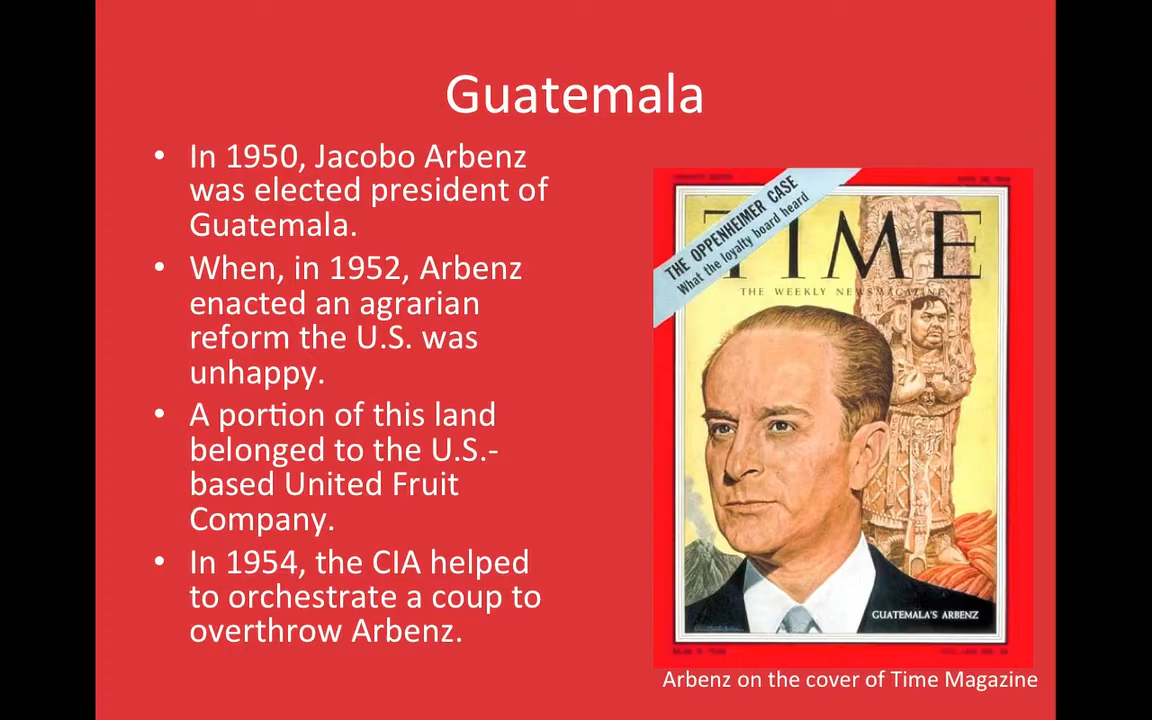 Guatemala
• In 1950, Jacobo Arbenz
was elected president of
Guatemala.
• When, in 1952, Arbenz
enacted an agrarian
reform the U.S. was
unhappy.
• A portion of this land
belonged to the U.S.-
based United Fruit
Company.
• In 1954, the CIA helped
to orchestrate a coup to
overthrow Arbenz.
THE OPPENHEIMER CASE
What the loyalty board heard
TIME
THE WEEKLY NEWSMAGAZINE
GUATEMALA'S ARBENZ
Arbenz on the cover of Time Magazine